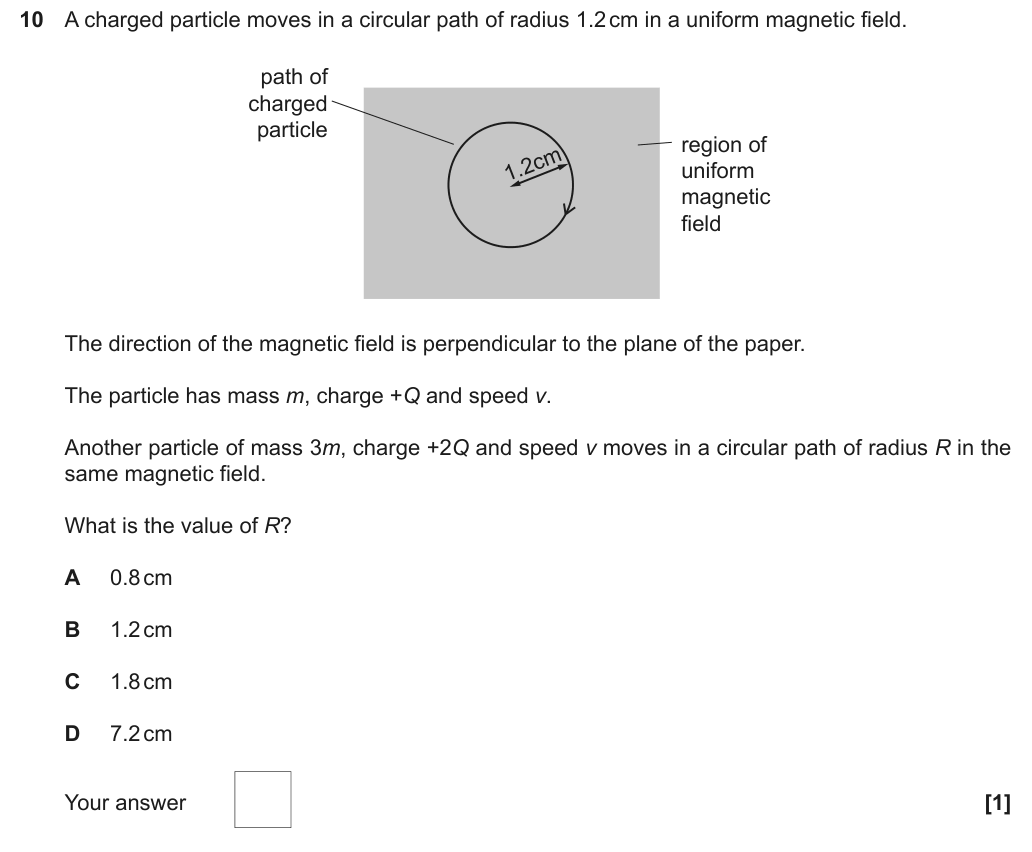 10 A charged particle moves in a circular path of radius 1.2 cm in a uniform magnetic field.
path of
charged
particle
1.2cm
region of
uniform
magnetic
field
The direction of the magnetic field is perpendicular to the plane of the paper.
The particle has mass m, charge +Q and speed v.
Another particle of mass 3m, charge +2Q and speed v moves in a circular path of radius R in the
same magnetic field.
What is the value of R?
A 0.8 cm
B 1.2 cm
C 1.8 cm
D 7.2 cm
Your answer [1]